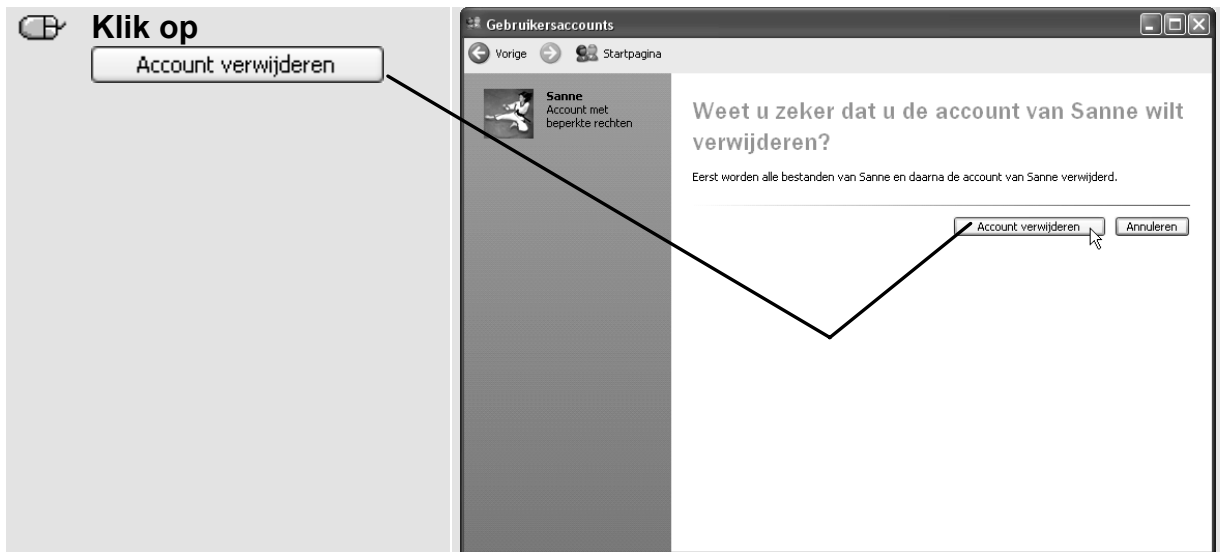 Klik op
Account verwijderen
Gebruikersaccounts
Vorige Startpagina
Sanne
Account met
beperkte rechten
Weet u zeker dat u de account van Sanne wilt
verwijderen?
Eerst worden alle bestanden van Sanne en daarna de account van Sanne verwijderd.
Account verwijderen Annuleren